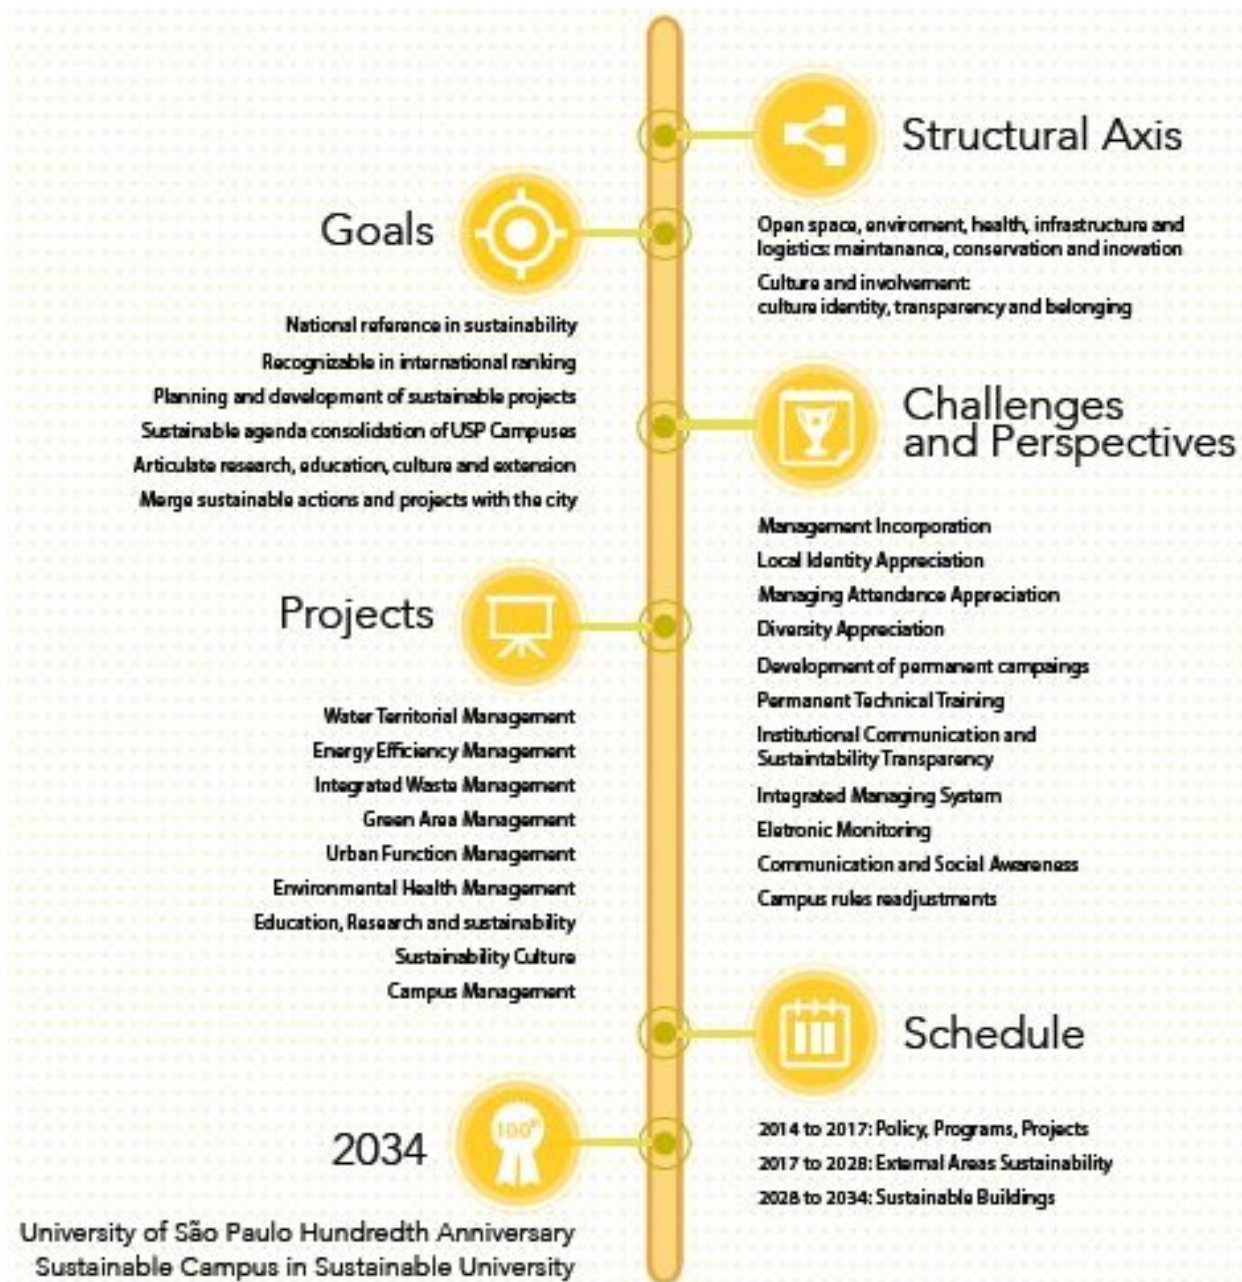 Structural Axis
Open space, enviroment, health, infrastructure and
logistics: maintanance, conservation and inovation
Culture and involvement:
culture identity, transparency and belonging
Goals
National reference in sustainability
Recognizable in international ranking
Planning and development of sustainable projects
Sustainable agenda consolidation of USP Campuses
Articulate research, education, culture and extension
Merge sustainable actions and projects with the city
Challenges
and Perspectives
Management Incorporation
Local Identity Appreciation
Managing Attendance Appreciation
Diversity Appreciation
Development of permanent campaings
Permanent Technical Training
Institutional Communication and
Sustaintability Transparency
Integrated Managing System
Eletronic Monitoring
Communication and Social Awareness
Campus rules readjustments
Projects
Water Territorial Management
Energy Efficiency Management
Integrated Waste Management
Green Area Management
Urban Function Management
Environmental Health Management
Education, Research and sustainability
Sustainability Culture
Campus Management
Schedule
2014 to 2017: Policy, Programs, Projects
2017 to 2028: External Areas Sustainability
2028 to 2034: Sustainable Buildings
100th
2034
University of São Paulo Hundredth Anniversary
Sustainable Campus in Sustainable University